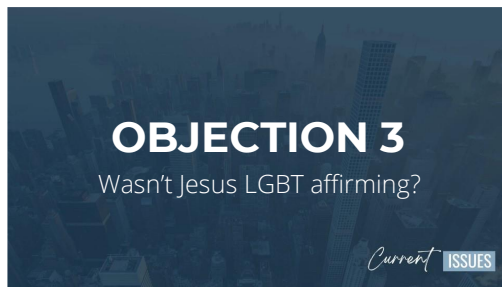 OBJECTION 3
Wasn’t Jesus LGBT affirming?
Current ISSUES